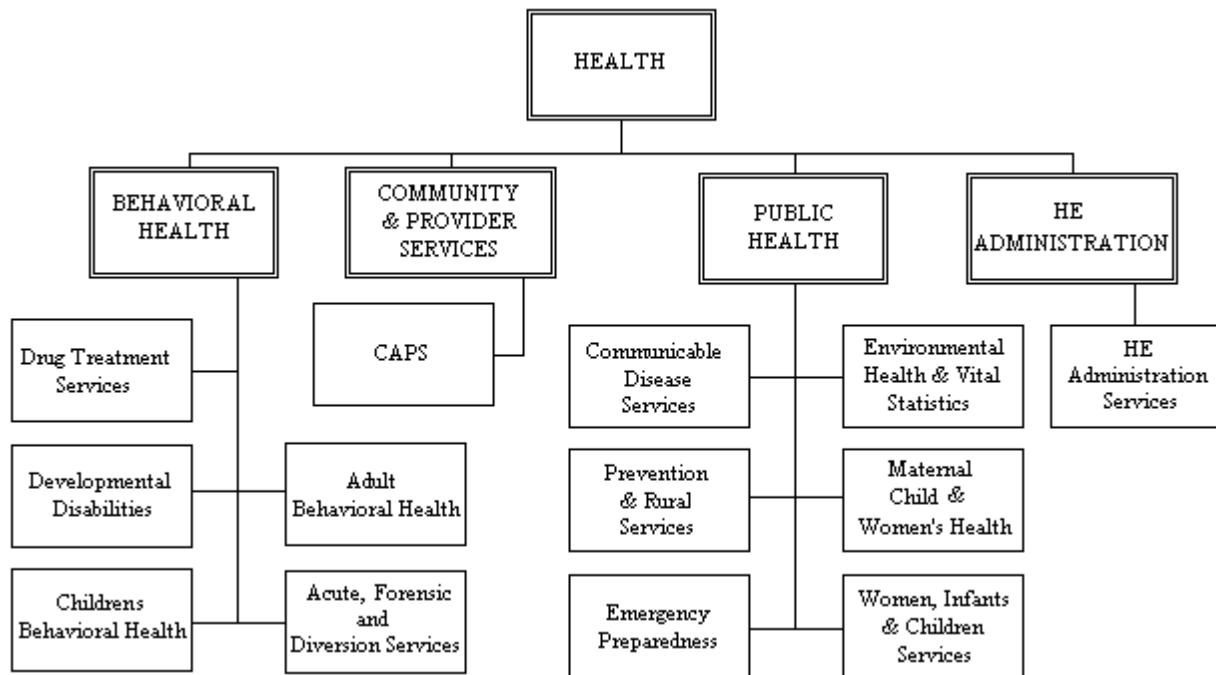 HEALTH
BEHAVIORAL
HEALTH
COMMUNITY
& PROVIDER
SERVICES
PUBLIC
HEALTH
HE
ADMINISTRATION
Drug Treatment
Services
CAPS
Communicable
Disease
Services
Environmental
Health & Vital
Statistics
HE
Administration
Services
Developmental
Disabilities
Adult
Behavioral Health
Prevention
& Rural
Services
Maternal
Child &
Women's Health
Childrens
Behavioral Health
Acute, Forensic
and
Diversion Services
Emergency
Preparedness
Women, Infants
& Children
Services